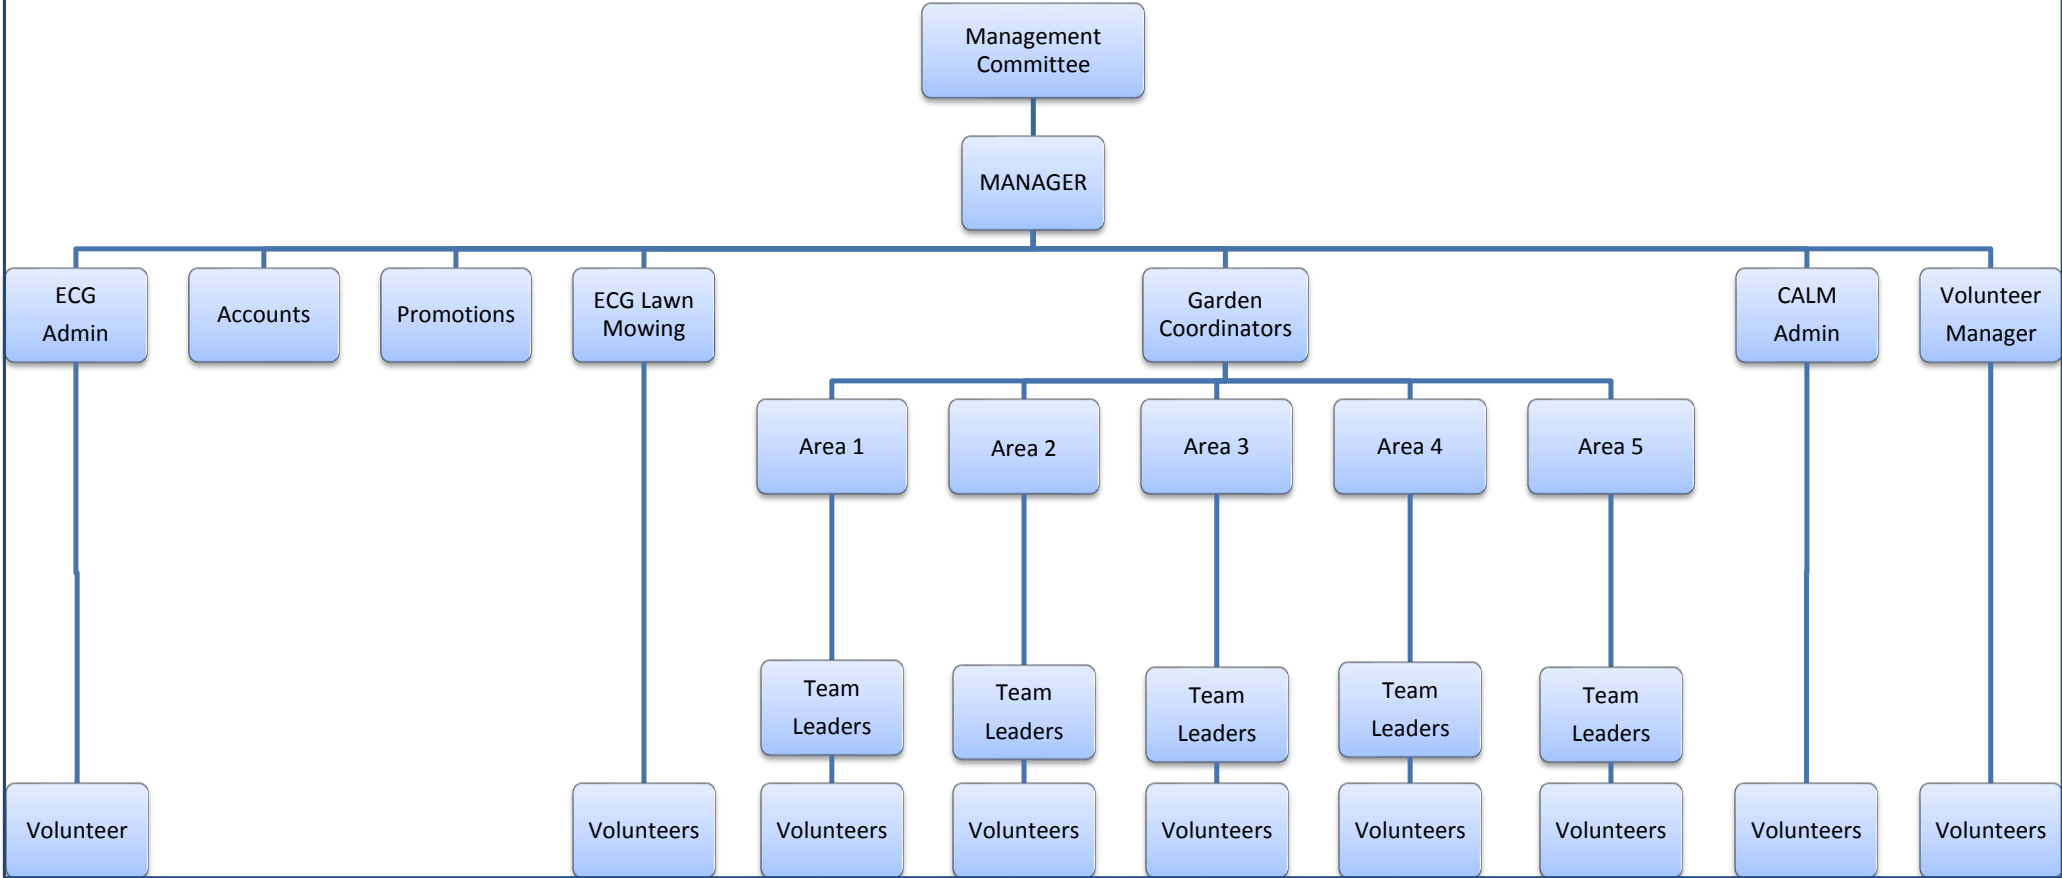 Management
Committee
MANAGER
ECG
Admin
Accounts
Promotions
ECG Lawn
Mowing
Garden
Coordinators
CALM
Admin
Volunteer
Manager
Area 1
Area 2
Area 3
Area 4
Area 5
Team
Leaders
Team
Leaders
Team
Leaders
Team
Leaders
Team
Leaders
Volunteer
Volunteers
Volunteers
Volunteers
Volunteers
Volunteers
Volunteers
Volunteers
Volunteers